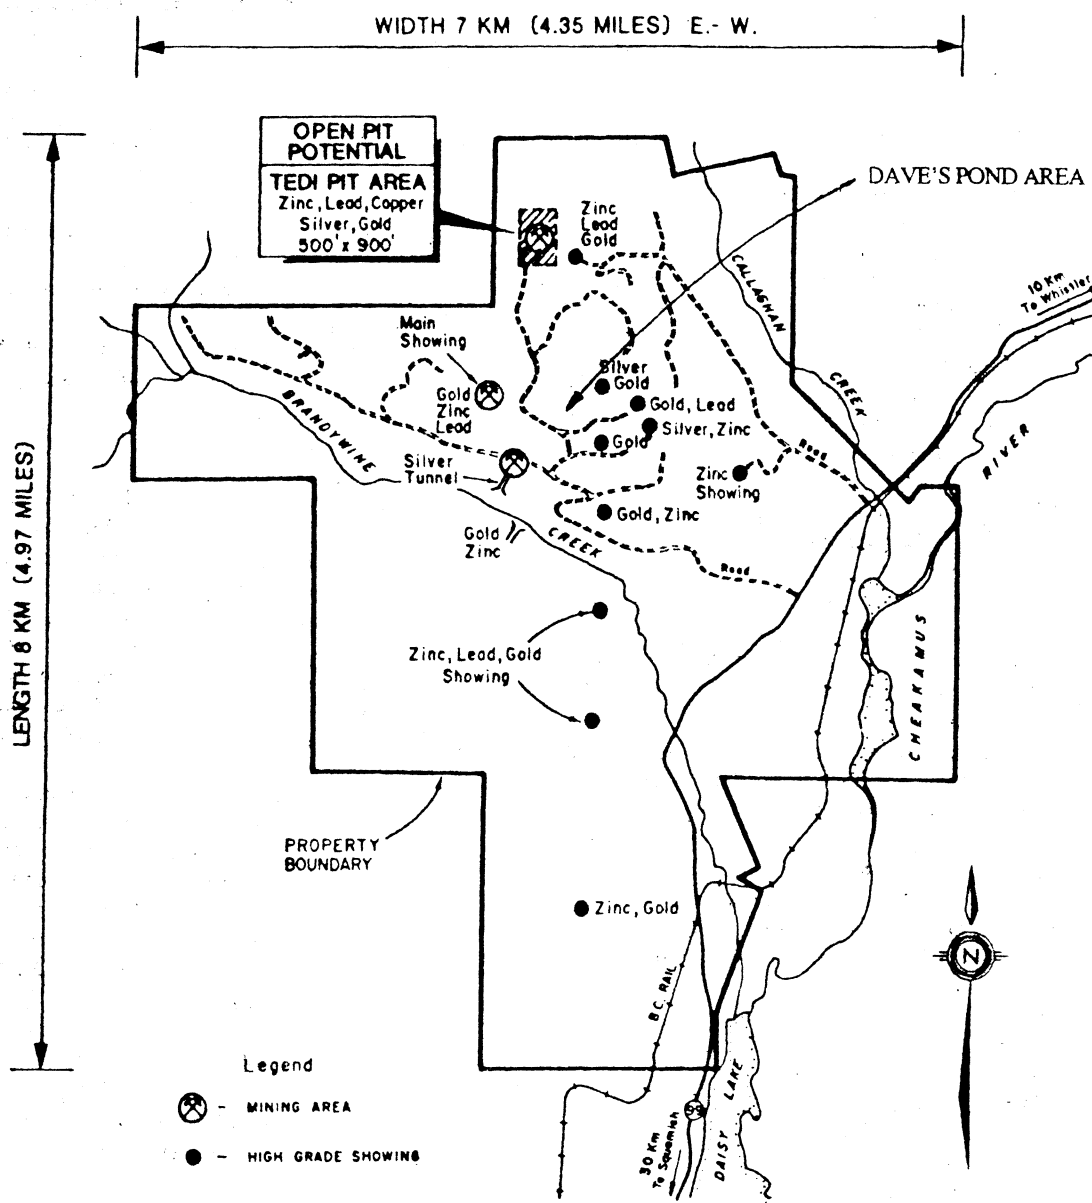 WIDTH 7 KM (4.35 MILES) E.- W.
LENGTH 8 KM (4.97 MILES)
OPEN PIT
POTENTIAL
TEDI PIT AREA
Zinc, Lead, Copper
Silver, Gold
500' x 900'
DAVE'S POND AREA
Zinc
Lead
Gold
CALLAGHAN
CREEK
10 Km
To Whistler
Main
Showing
Gold
Zinc
Lead
Silver
Gold
Gold, Lead
Silver, Zinc
Gold
BRANDYWINE
CREEK
Silver
Tunnel
Zinc
Showing
Road
RIVER
Gold, Zinc
Gold
Zinc
Road
Zinc, Lead, Gold
Showing
CHEAKAMUS
PROPERTY
BOUNDARY
Zinc, Gold
N
B.C. RAIL
Legend
- MINING AREA
- HIGH GRADE SHOWING
99
30 Km
To Squamish
DAISY LAKE